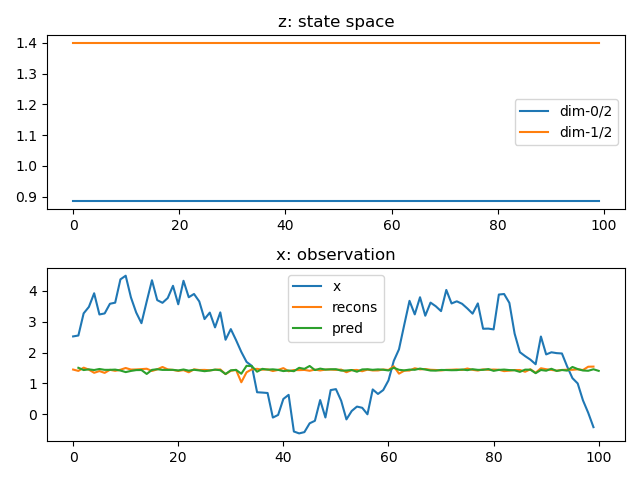 z: state space
1.4
1.3
1.2
1.1
1.0
0.9
dim-0/2
dim-1/2
0 20 40 60 80 100
x: observation
4
3
2
1
0
x
recons
pred
0 20 40 60 80 100